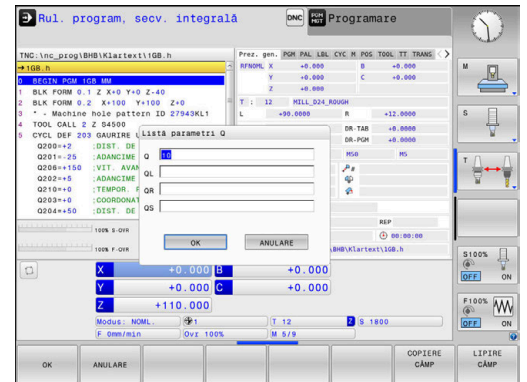 Rul. program, secv. integrală
DNC
PGM MGT
Programare
TNC:\nc_prog\BHB\Klartext\1GB.h
→1GB.h
0 BEGIN PGM 1GB MM
1 BLK FORM 0.1 Z X+0 Y+0 Z-40
2 BLK FORM 0.2 X+100 Y+100 Z+0
3 * - Machine hole pattern ID 27943KL1
4 TOOL CALL 2 Z S4500
5 CYCL DEF 203 GAURIRE U
Q200=+2 ;DIST. DE
Q201=-25 ;ADANCIME
Q206=+150 ;VIT. AVAN
Q202=+5 ;ADANCIME
Q210=+0 ;TEMPOR. F
Q203=+0 ;COORDONAT
Q204=+50 ;DIST. DE
100% S-OVR
100% F-OVR
Prez. gen. PGM PAL LBL CYC M POS TOOL TT TRANS
RFNOML X +0.000 B +0.000
Y +0.000 C +0.000
Z +0.000
T : 12 MILL_D24_ROUGH
L +90.0000 R +12.0000
DR-TAB +0.0000
DR-PGM +0.0000
M50 M5
REP
00:00:00
BHB\Klartext\1GB.h
Listă parametri Q
Q 10
QL
QR
QS
OK ANULARE
X +0.000 B +0.000
Y +0.000 C +0.000
Z +110.000
Modus: NOML. 1 T 12 Z S 1800
F 0mm/min Ovr 100% M 5/9
M
S
T
S100%
OFF ON
F100%
OFF ON
OK
ANULARE
COPIERE CÂMP
LIPIRE CÂMP